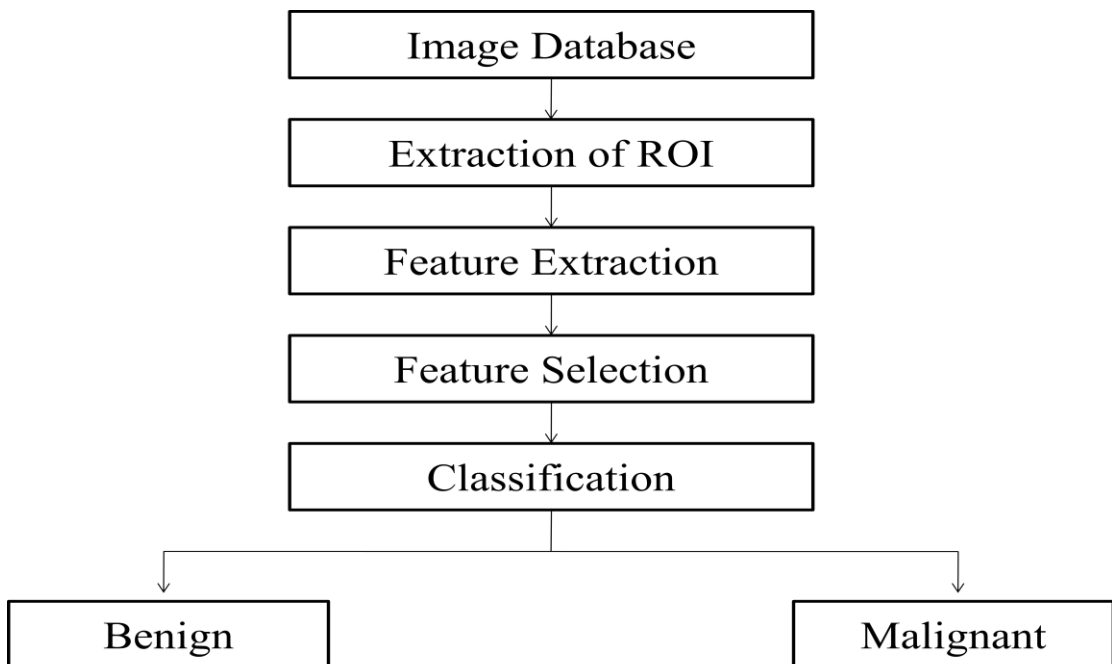 Image Database
Extraction of ROI
Feature Extraction
Feature Selection
Classification
Benign
Malignant